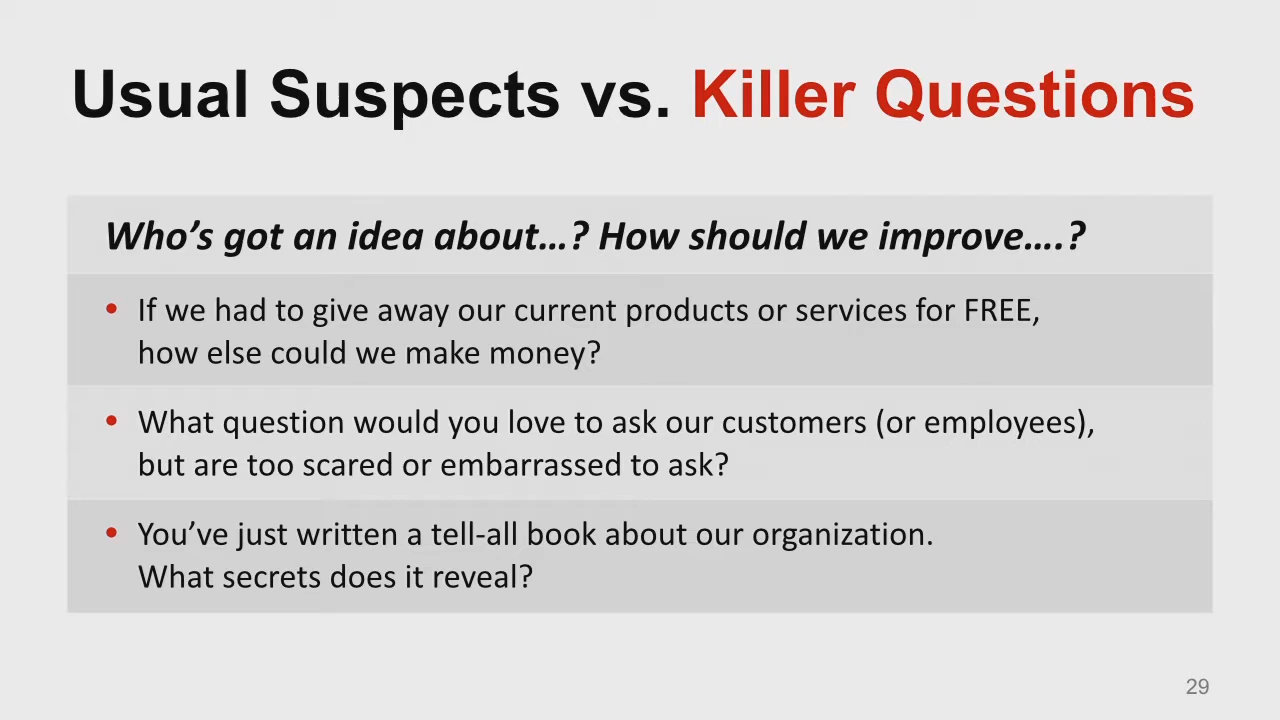 Usual Suspects vs. Killer Questions
Who’s got an idea about…? How should we improve….?
• If we had to give away our current products or services for FREE,
how else could we make money?
• What question would you love to ask our customers (or employees),
but are too scared or embarrassed to ask?
• You’ve just written a tell-all book about our organization.
What secrets does it reveal?
29